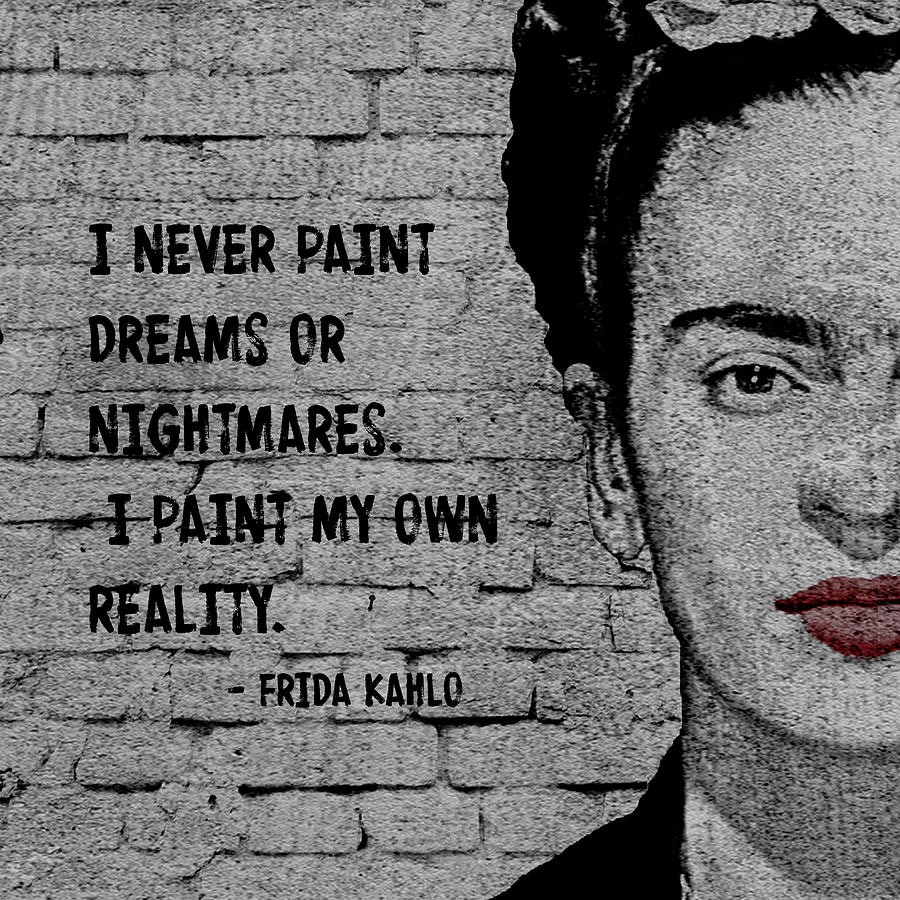 I NEVER PAINT
DREAMS OR
NIGHTMARES.
I PAINT MY OWN
REALITY.
- FRIDA KAHLO